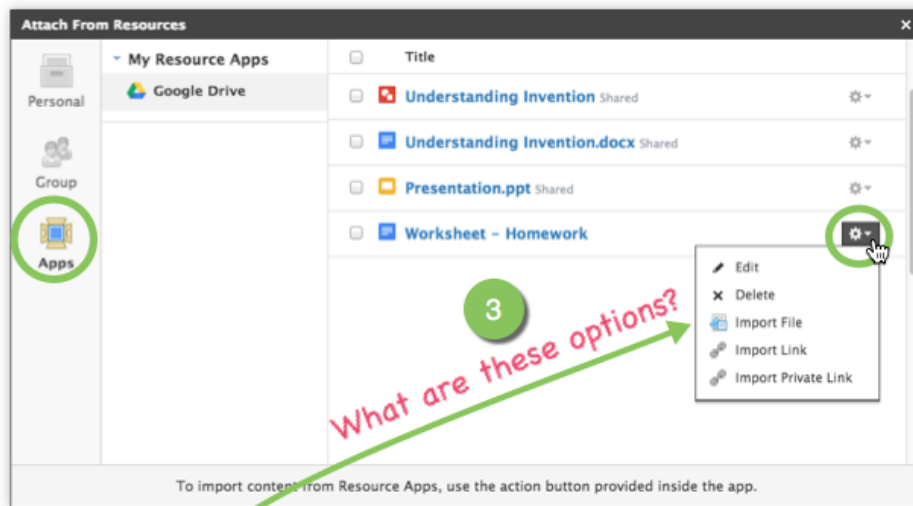 Attach From Resources ×
Personal
Group
Apps
My Resource Apps
Google Drive
Title
Understanding Invention Shared
Understanding Invention.docx Shared
Presentation.ppt Shared
Worksheet – Homework
Edit
Delete
Import File
Import Link
Import Private Link
3
What are these options?
To import content from Resource Apps, use the action button provided inside the app.